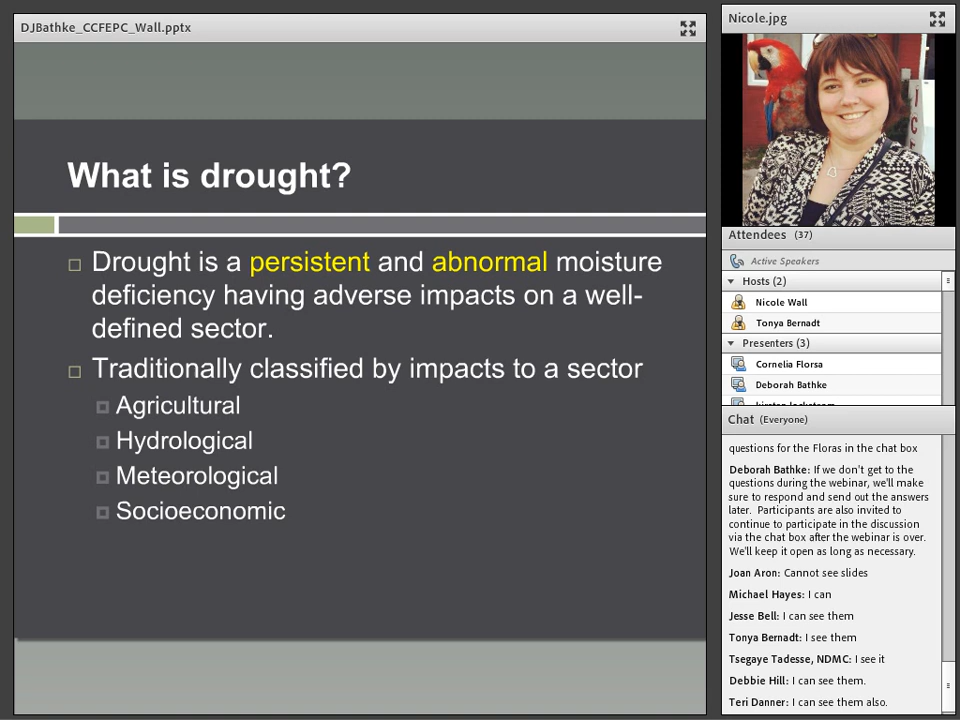 DJBathke_CCFEPC_Wall.pptx
What is drought?
Drought is a persistent and abnormal moisture
deficiency having adverse impacts on a well-
defined sector.
Traditionally classified by impacts to a sector
Agricultural
Hydrological
Meteorological
Socioeconomic
Nicole.jpg
Attendees (37)
Active Speakers
Hosts (2)
Nicole Wall
Tonya Bernadt
Presenters (3)
Cornelia Florsa
Deborah Bathke
Chat (Everyone)
questions for the Floras in the chat box
Deborah Bathke: If we don't get to the
questions during the webinar, we'll make
sure to respond and send out the answers
later. Participants are also invited to
continue to participate in the discussion
via the chat box after the webinar is over.
We'll keep it open as long as necessary.
Joan Aron: Cannot see slides
Michael Hayes: I can
Jesse Bell: I can see them
Tonya Bernadt: I see them
Tsegaye Tadesse, NDMC: I see it
Debbie Hill: I can see them.
Teri Danner: I can see them also.